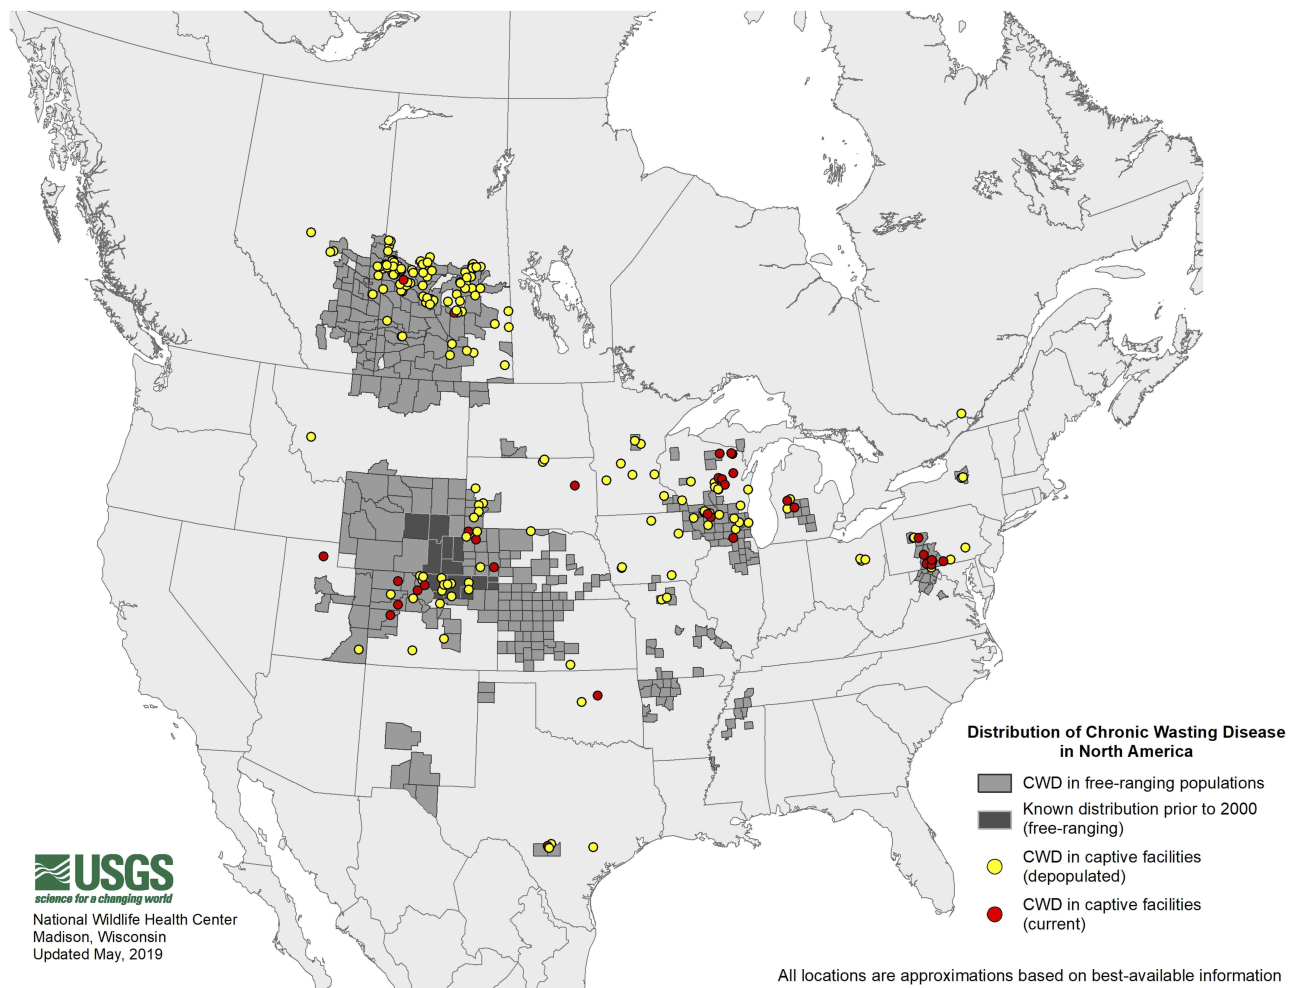 Distribution of Chronic Wasting Disease
in North America
CWD in free-ranging populations
Known distribution prior to 2000
(free-ranging)
CWD in captive facilities
(depopulated)
CWD in captive facilities
(current)
USGS
science for a changing world
National Wildlife Health Center
Madison, Wisconsin
Updated May, 2019
All locations are approximations based on best-available information